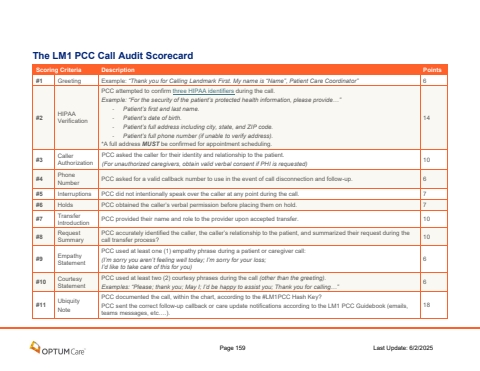 The LM1 PCC Call Audit Scorecard
Scoring Criteria Description Points
#1 Greeting Example: "Thank you for Calling Landmark First. My name is "Name", Patient Care Coordinator" 6
#2 HIPAA Verification 14
PCC attempted to confirm three HIPAA identifiers during the call.
Example: "For the security of the patient's protected health information, please provide…"
- Patient's first and last name.
- Patient's date of birth.
- Patient's full address including city, state, and ZIP code.
- Patient's full phone number (if unable to verify address).
*A full address MUST be confirmed for appointment scheduling.
#3 Caller Authorization 10
PCC asked the caller for their identity and relationship to the patient.
(For unauthorized caregivers, obtain valid verbal consent if PHI is requested)
#4 Phone Number PCC asked for a valid callback number to use in the event of call disconnection and follow-up. 6
#5 Interruptions PCC did not intentionally speak over the caller at any point during the call. 7
#6 Holds PCC obtained the caller's verbal permission before placing them on hold. 7
#7 Transfer Introduction PCC provided their name and role to the provider upon accepted transfer. 10
#8 Request Summary 10
PCC accurately identified the caller, the caller's relationship to the patient, and summarized their request during the
call transfer process?
#9 Empathy Statement 6
PCC used at least one (1) empathy phrase during a patient or caregiver call:
(I'm sorry you aren't feeling well today; I'm sorry for your loss;
I'd like to take care of this for you)
#10 Courtesy Statement 6
PCC used at least two (2) courtesy phrases during the call (other than the greeting).
Examples: "Please; thank you; May I; I'd be happy to assist you; Thank you for calling…"
#11 Ubiquity Note 18
PCC documented the call, within the chart, according to the #LM1PCC Hash Key?
PCC sent the correct follow-up callback or care update notifications according to the LM1 PCC Guidebook (emails,
teams messages, etc.…).
OPTUMCare Page 159 Last Update: 6/2/2025